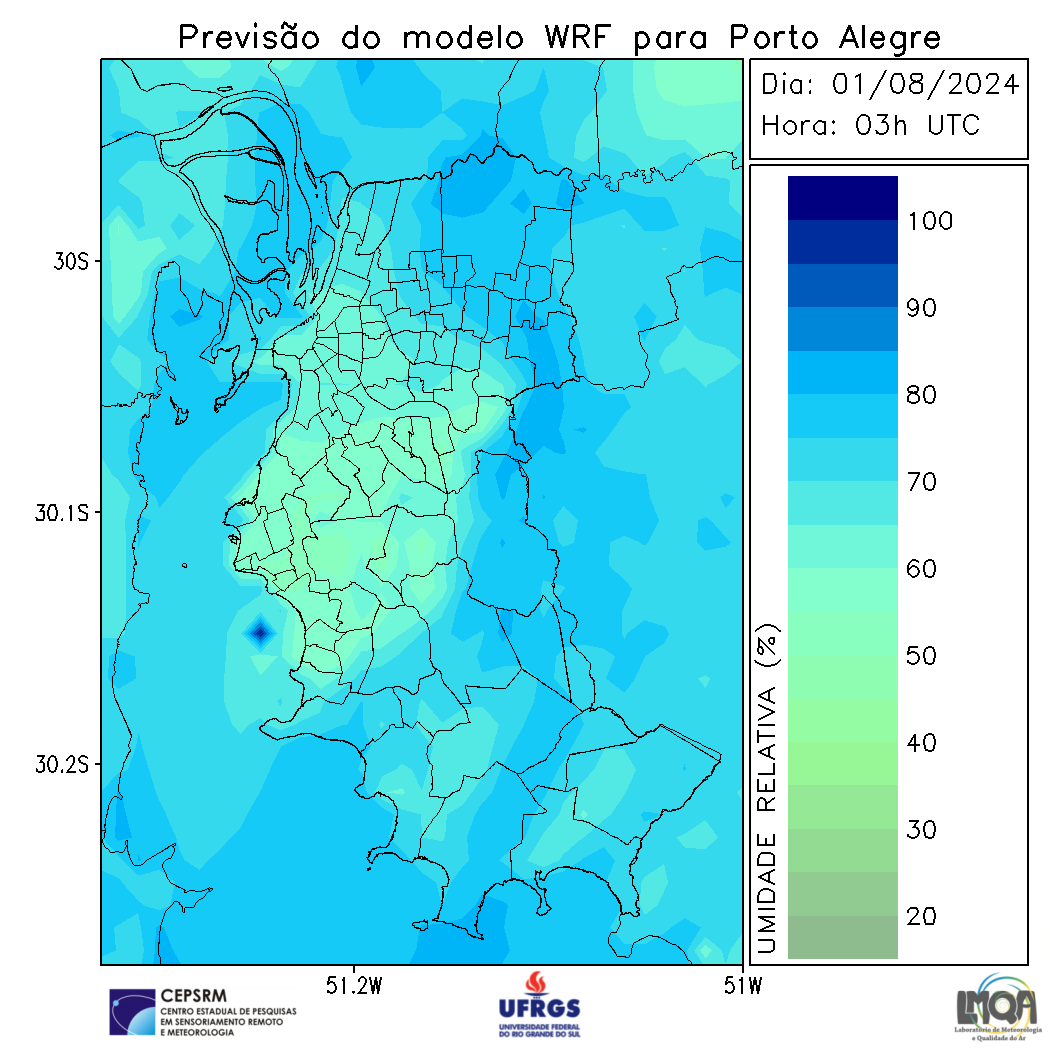 Previsão do modelo WRF para Porto Alegre
Dia: 01/08/2024
Hora: 03h UTC
100
90
80
70
60
50
40
30
20
UMIDADE RELATIVA (%)
30S
30.1S
30.2S
51.2W
51W
CEPSRM
CENTRO ESTADUAL DE PESQUISAS
EM SENSORIAMENTO REMOTO
E METEOROLOGIA
UFRGS
UNIVERSIDADE FEDERAL
DO RIO GRANDE DO SUL
LMQA
Laboratório de Meteorologia
e Qualidade do Ar